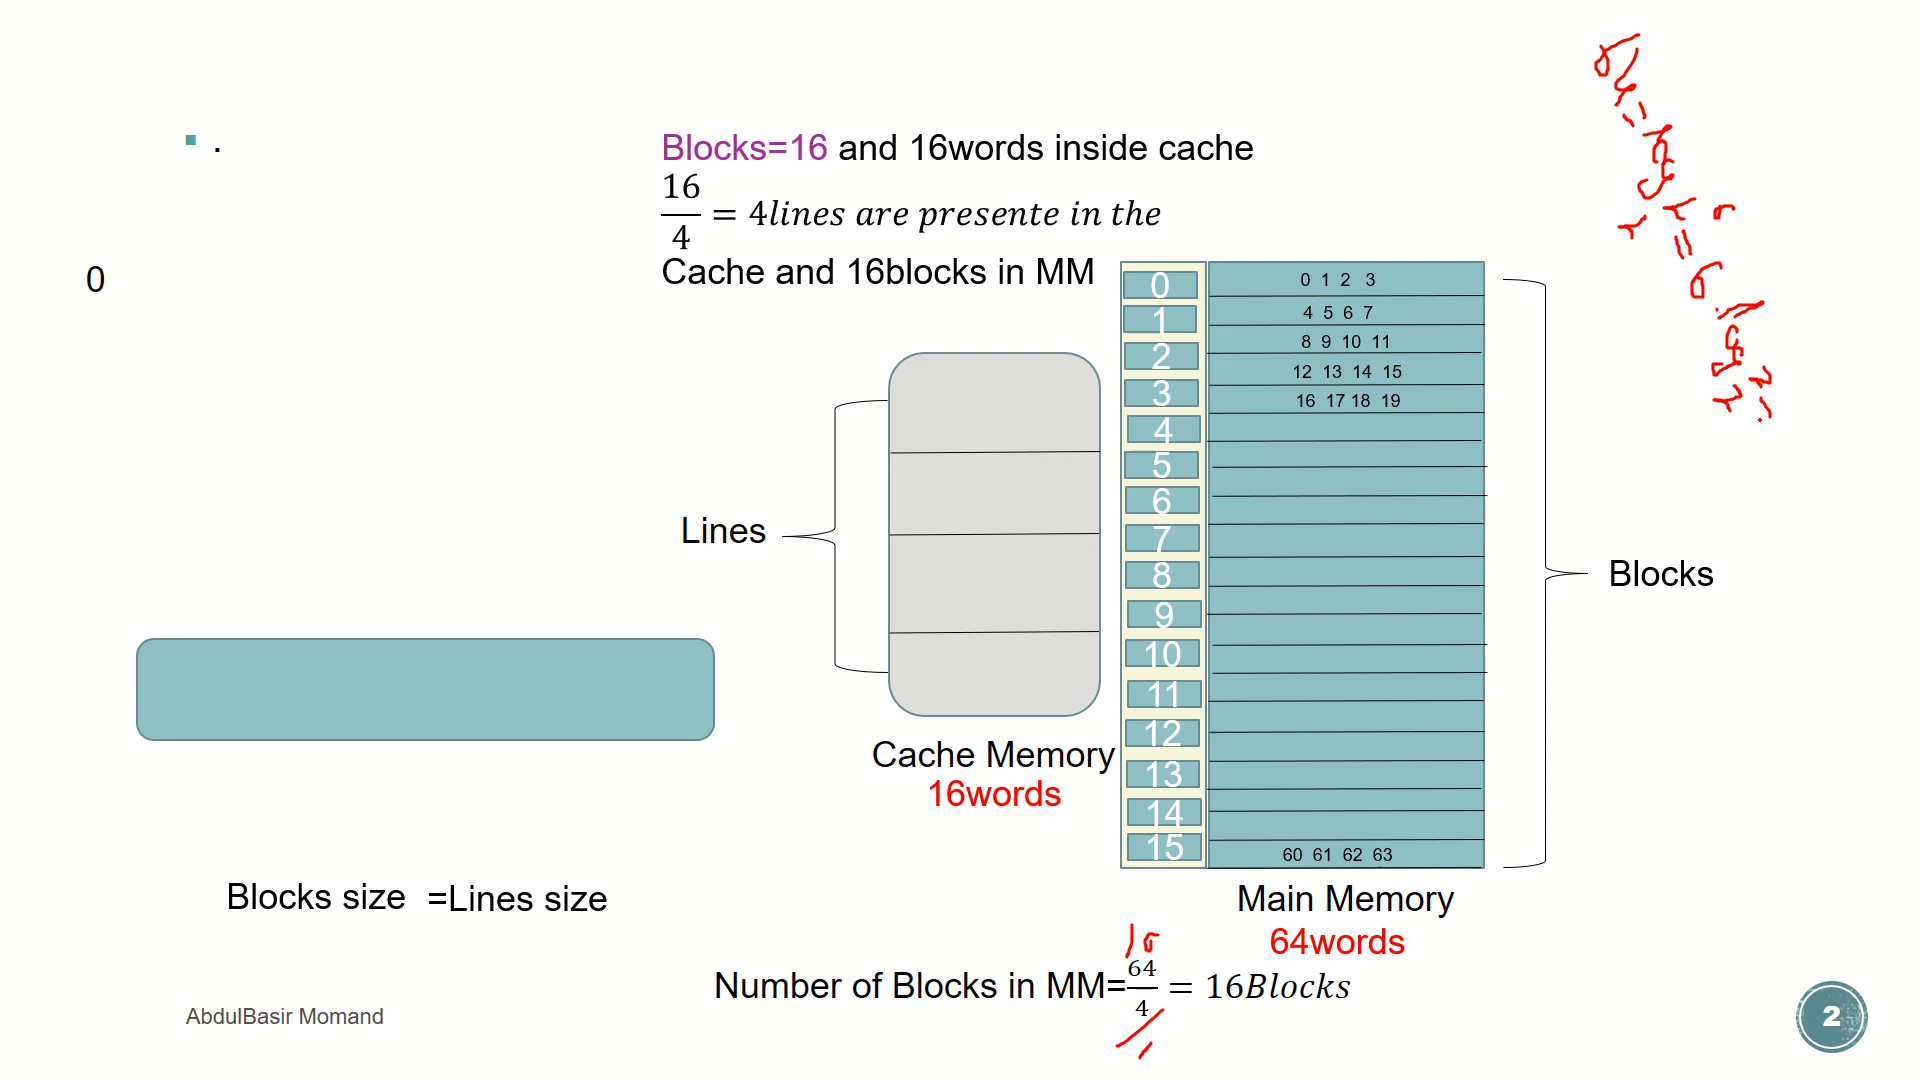 .
Blocks=16 and 16words inside cache
16/4 = 4lines are presente in the
Cache and 16blocks in MM
0
0 0 1 2 3
1 4 5 6 7
2 8 9 10 11
3 12 13 14 15
16 17 18 19
4
5
6
7
8
9
10
11
12
13
14
15 60 61 62 63
Lines
Blocks
Cache Memory
16words
Blocks size =Lines size
Main Memory
64words
Number of Blocks in MM=64/4 = 16Blocks
AbdulBasir Momand
2